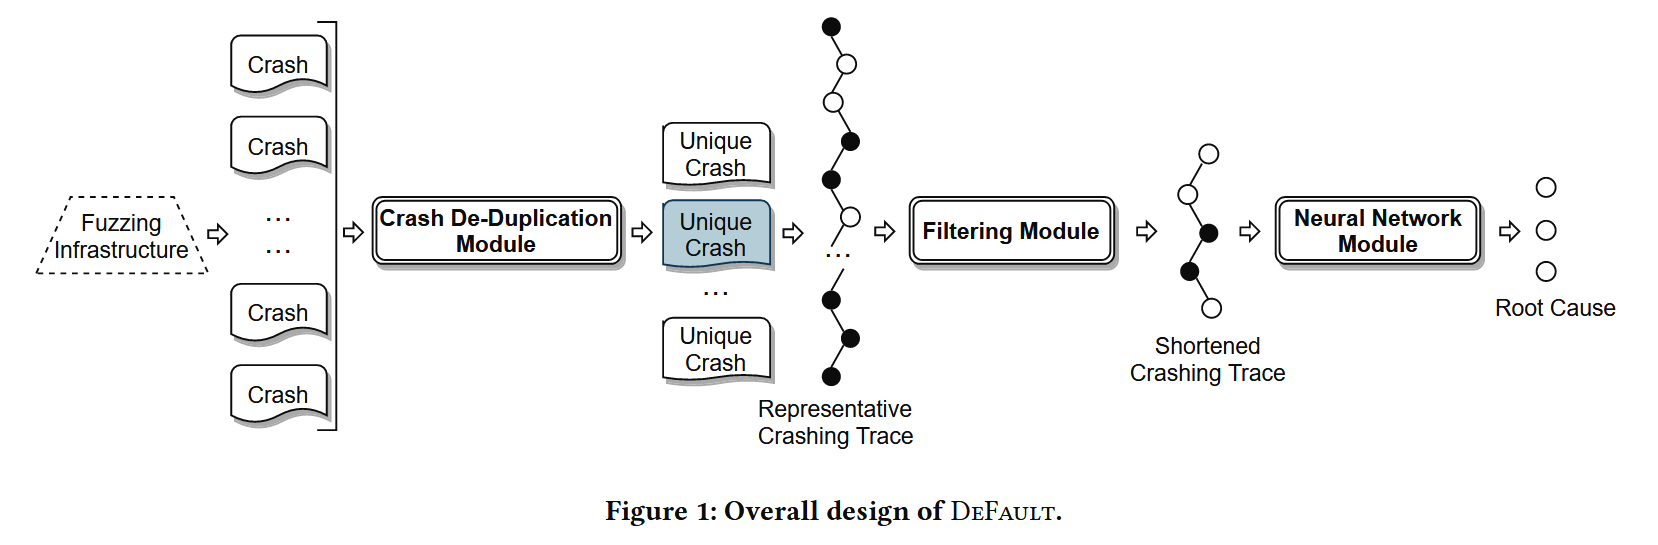 Fuzzing
Infrastructure
Crash
Crash
...
...
Crash
Crash
Crash De-Duplication
Module
Unique
Crash
Unique
Crash
...
Unique
Crash
...
Representative
Crashing Trace
Filtering Module
Shortened
Crashing Trace
Neural Network
Module
Root Cause
Figure 1: Overall design of DEFAULT.